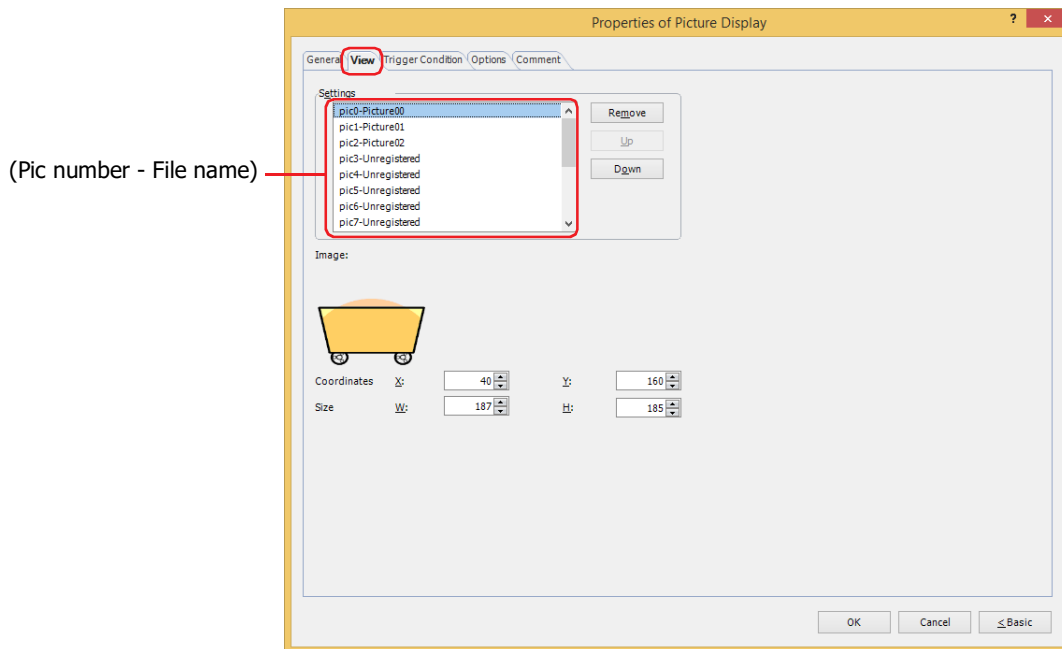 Properties of Picture Display
? ×
General View Trigger Condition Options Comment
Settings
pic0-Picture00
Remove
pic1-Picture01
pic2-Picture02
Up
pic3-Unregistered
(Pic number - File name)
pic4-Unregistered
Down
pic5-Unregistered
pic6-Unregistered
pic7-Unregistered
Image:
Coordinates X: 40 Y: 160
Size W: 187 H: 185
OK Cancel < Basic